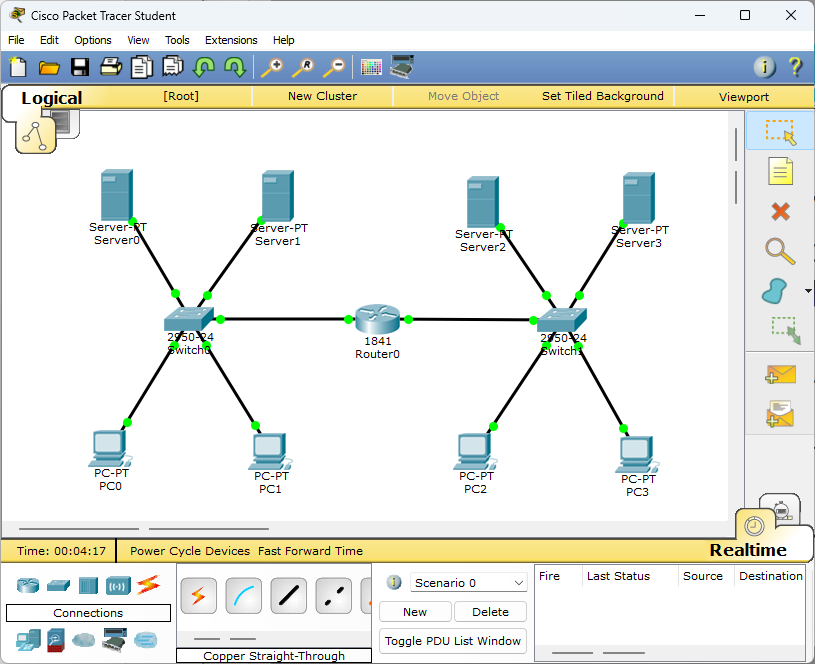 Cisco Packet Tracer Student
File Edit Options View Tools Extensions Help
Logical [Root] New Cluster Move Object Set Tiled Background Viewport
Server-PT
Server0
Server-PT
Server1
Server-PT
Server2
Server-PT
Server3
2950-24
Switch0
1841
Router0
2950-24
Switch1
PC-PT
PC0
PC-PT
PC1
PC-PT
PC2
PC-PT
PC3
Time: 00:04:17 Power Cycle Devices Fast Forward Time Realtime
Connections
Copper Straight-Through
Scenario 0
New Delete
Toggle PDU List Window
Fire Last Status Source Destination